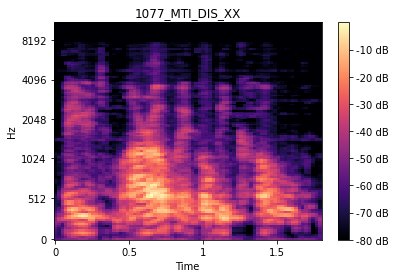 1077_MTI_DIS_XX
8192
4096
2048
1024
512
0
Hz
0
0.5
1
1.5
Time
-10 dB
-20 dB
-30 dB
-40 dB
-50 dB
-60 dB
-70 dB
-80 dB